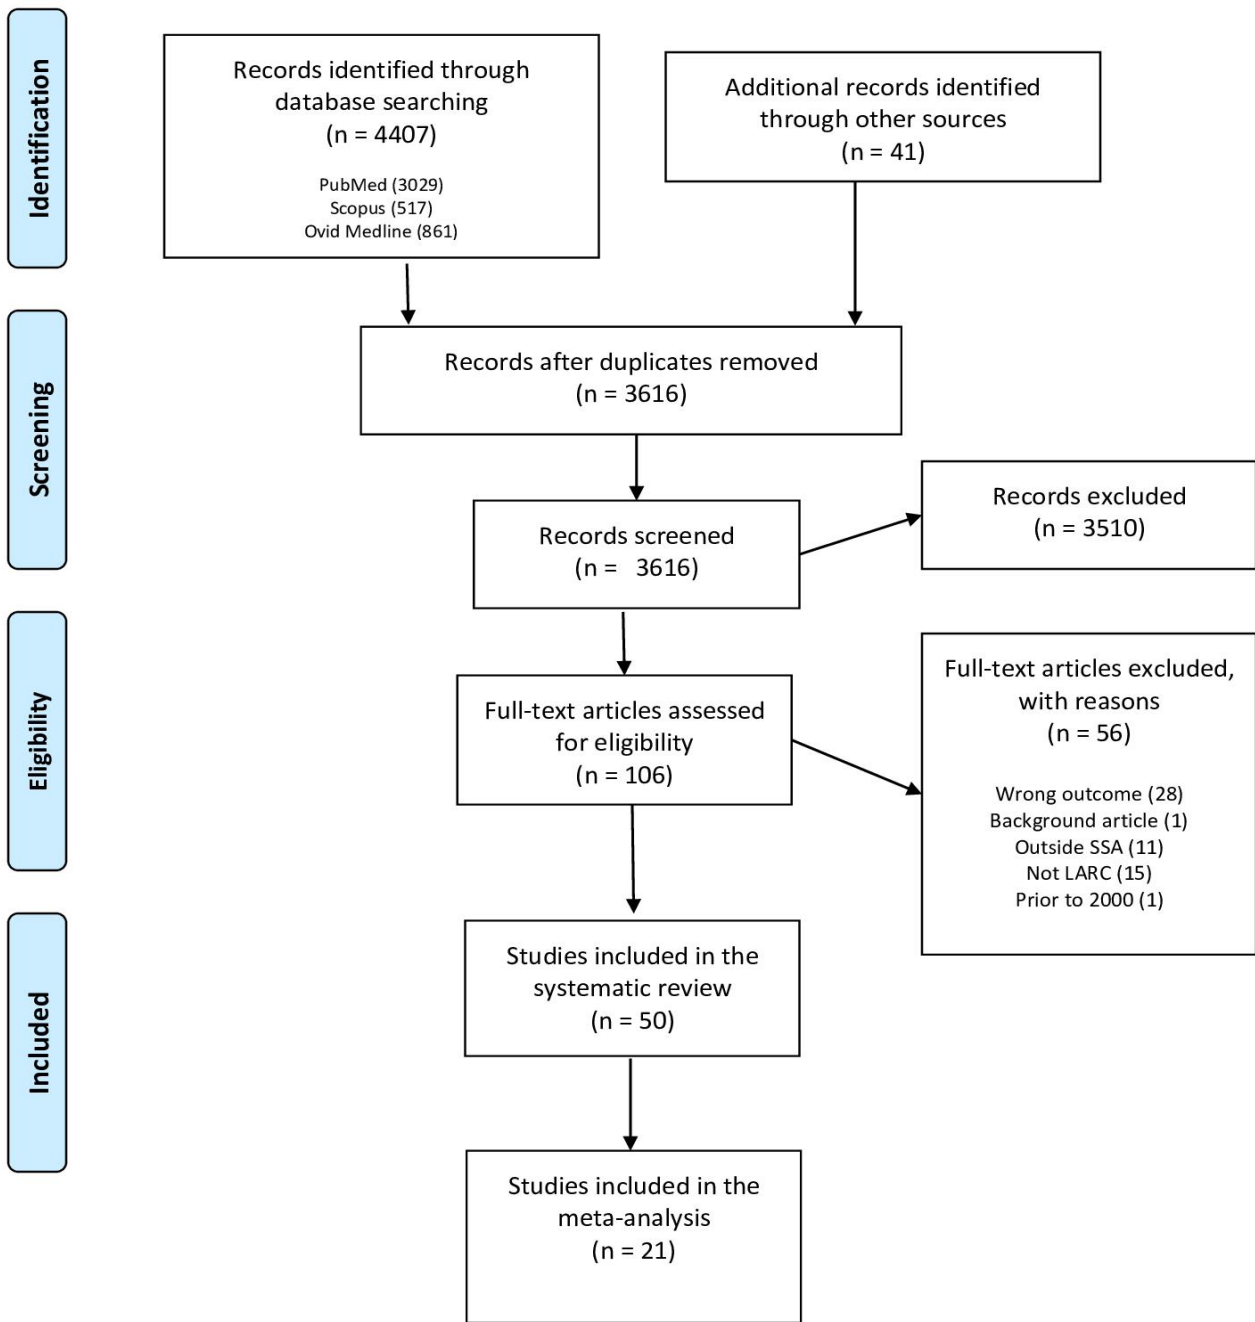 Identification
Records identified through
database searching
(n = 4407)
PubMed (3029)
Scopus (517)
Ovid Medline (861)
Additional records identified
through other sources
(n = 41)
Screening
Records after duplicates removed
(n = 3616)
Records screened
(n =   3616)
Records excluded
(n = 3510)
Eligibility
Full-text articles assessed
for eligibility
(n = 106)
Full-text articles excluded,
with reasons
(n = 56)
Wrong outcome (28)
Background article (1)
Outside SSA (11)
Not LARC (15)
Prior to 2000 (1)
Included
Studies included in the
systematic review
(n = 50)
Studies included in the
meta-analysis
(n = 21)